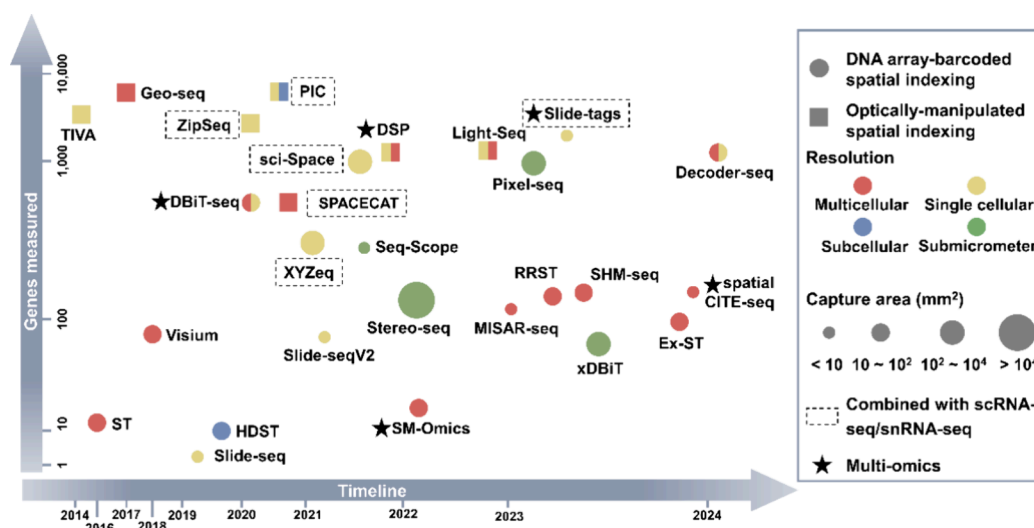 Genes measured
10,000
1,000
100
10
1
TIVA
Geo-seq
ZipSeq
PIC
sci-Space
DSP
Light-Seq
Slide-tags
Pixel-seq
Decoder-seq
DBiT-seq
SPACECAT
XYZeq
Seq-Scope
Stereo-seq
Slide-seqV2
Visium
RRST
SHM-seq
MISAR-seq
xDBiT
Ex-ST
spatial
CITE-seq
ST
HDST
Slide-seq
SM-Omics
Timeline
2014
2016
2017
2018
2019
2020
2021
2022
2023
2024
DNA array-barcoded
spatial indexing
Optically-manipulated
spatial indexing
Resolution
Multicellular
Single cellular
Subcellular
Submicrometer
Capture area (mm²)
< 10
10 ~ 10²
10² ~ 10⁴
> 10⁴
Combined with scRNA-
seq/snRNA-seq
Multi-omics